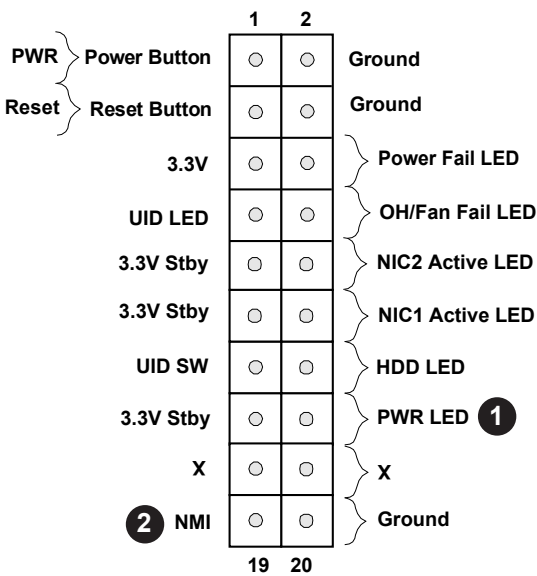 1 2
PWR Power Button Ground
Reset Reset Button Ground
3.3V Power Fail LED
UID LED OH/Fan Fail LED
3.3V Stby NIC2 Active LED
3.3V Stby NIC1 Active LED
UID SW HDD LED
3.3V Stby PWR LED 1
X X
2 NMI Ground
19 20